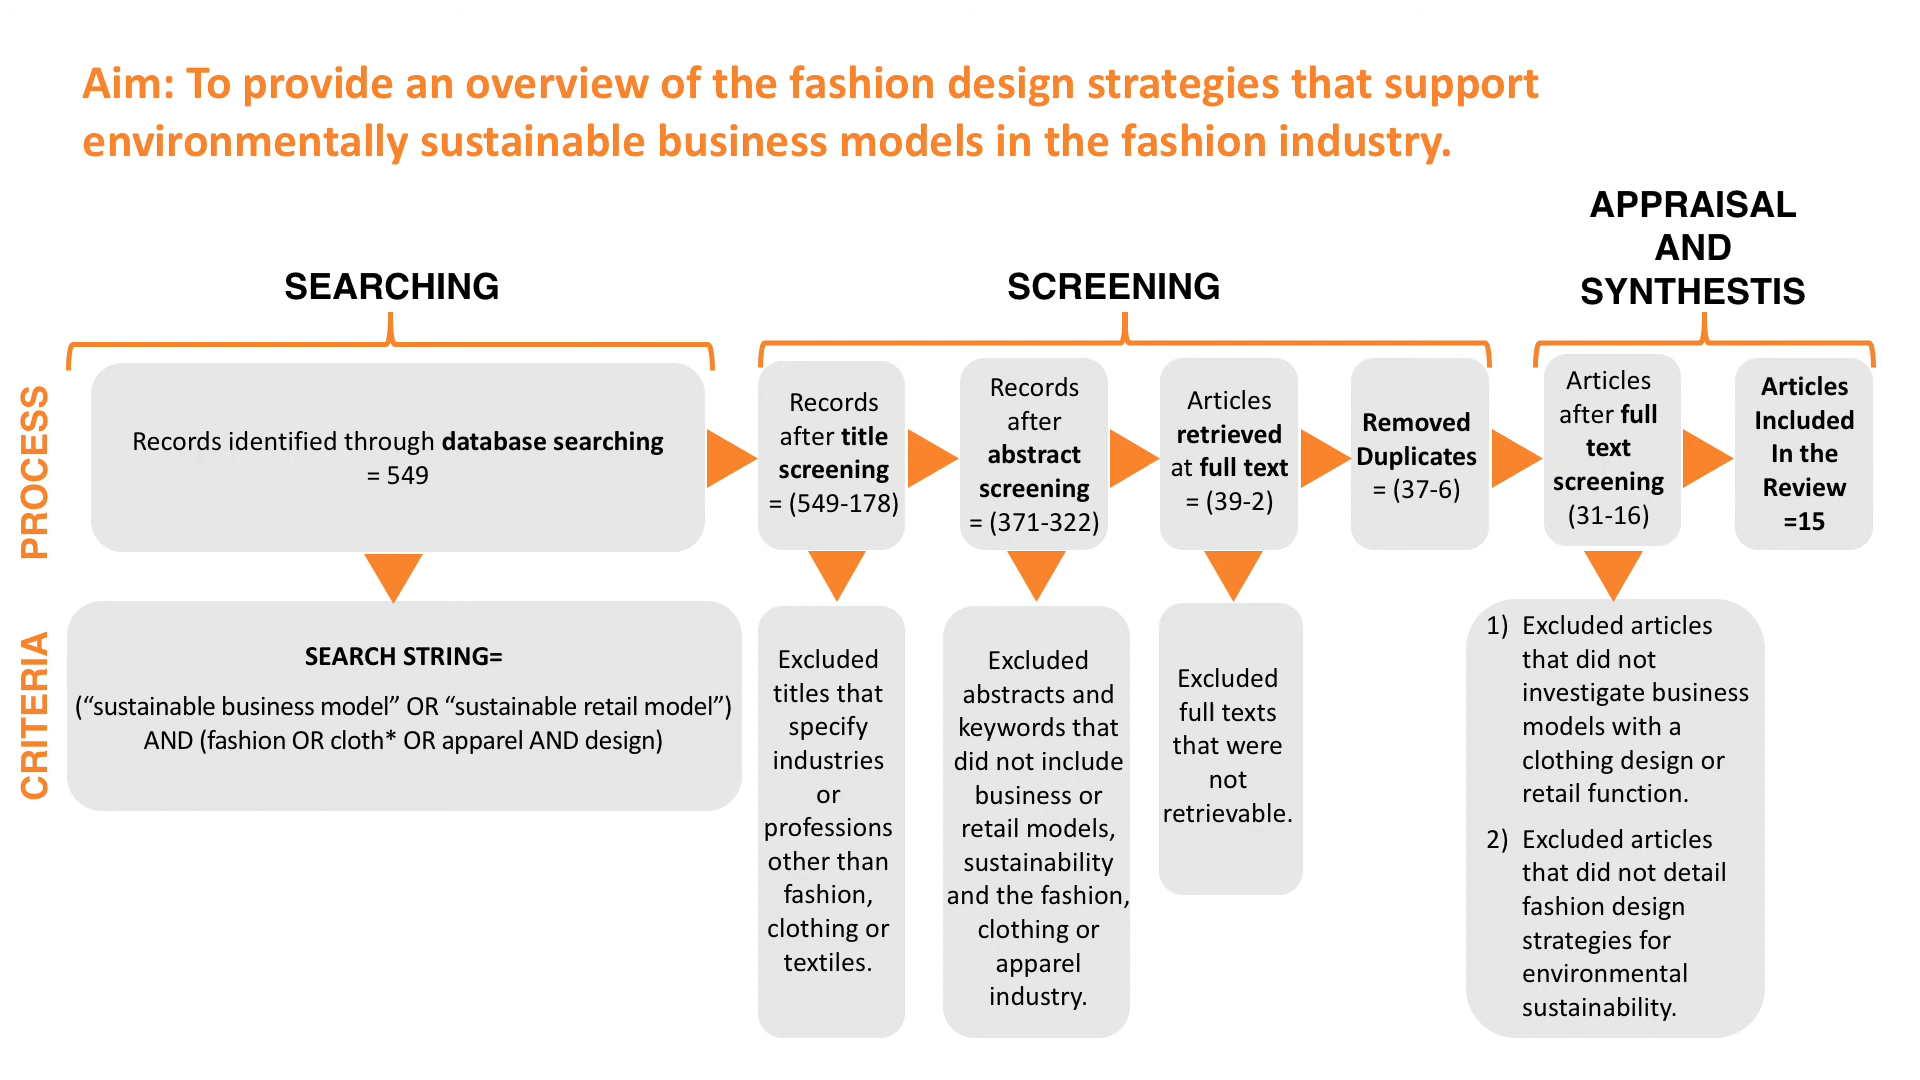 Aim: To provide an overview of the fashion design strategies that support
environmentally sustainable business models in the fashion industry.
SEARCHING
SCREENING
APPRAISAL
AND
SYNTHESTIS
PROCESS
Records identified through database searching
= 549
Records
after title
screening
= (549-178)
Records
after
abstract
screening
= (371-322)
Articles
retrieved
at full text
= (39-2)
Removed
Duplicates
= (37-6)
Articles
after full
text
screening
(31-16)
Articles
Included
In the
Review
=15
CRITERIA
SEARCH STRING=
(“sustainable business model” OR “sustainable retail model”)
AND (fashion OR cloth* OR apparel AND design)
Excluded
titles that
specify
industries
or
professions
other than
fashion,
clothing or
textiles.
Excluded
abstracts and
keywords that
did not include
business or
retail models,
sustainability
and the fashion,
clothing or
apparel
industry.
Excluded
full texts
that were
not
retrievable.
1) Excluded articles
that did not
investigate business
models with a
clothing design or
retail function.
2) Excluded articles
that did not detail
fashion design
strategies for
environmental
sustainability.